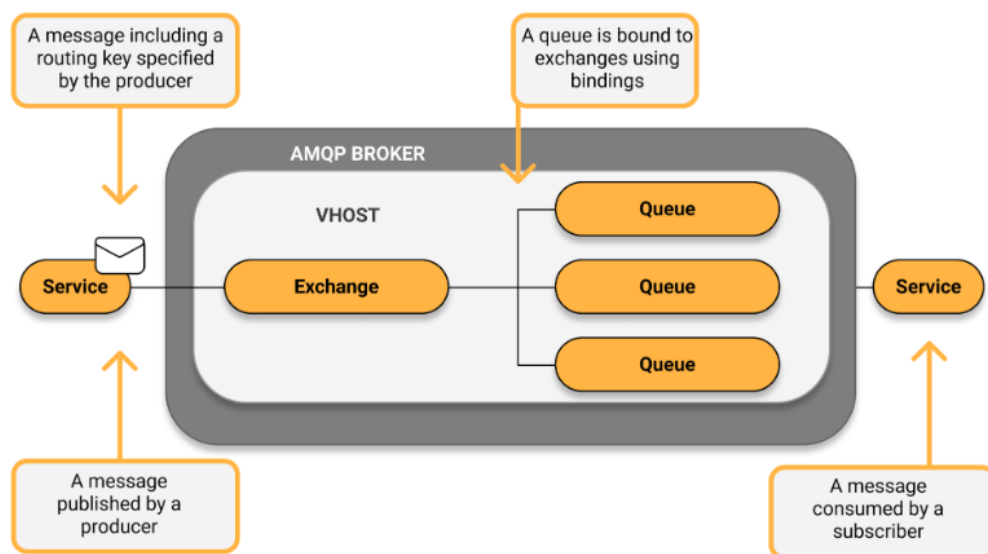 A message including a
routing key specified
by the producer
A queue is bound to
exchanges using
bindings
AMQP BROKER
VHOST
Queue
Service
Exchange
Queue
Service
Queue
A message
published by a
producer
A message
consumed by a
subscriber